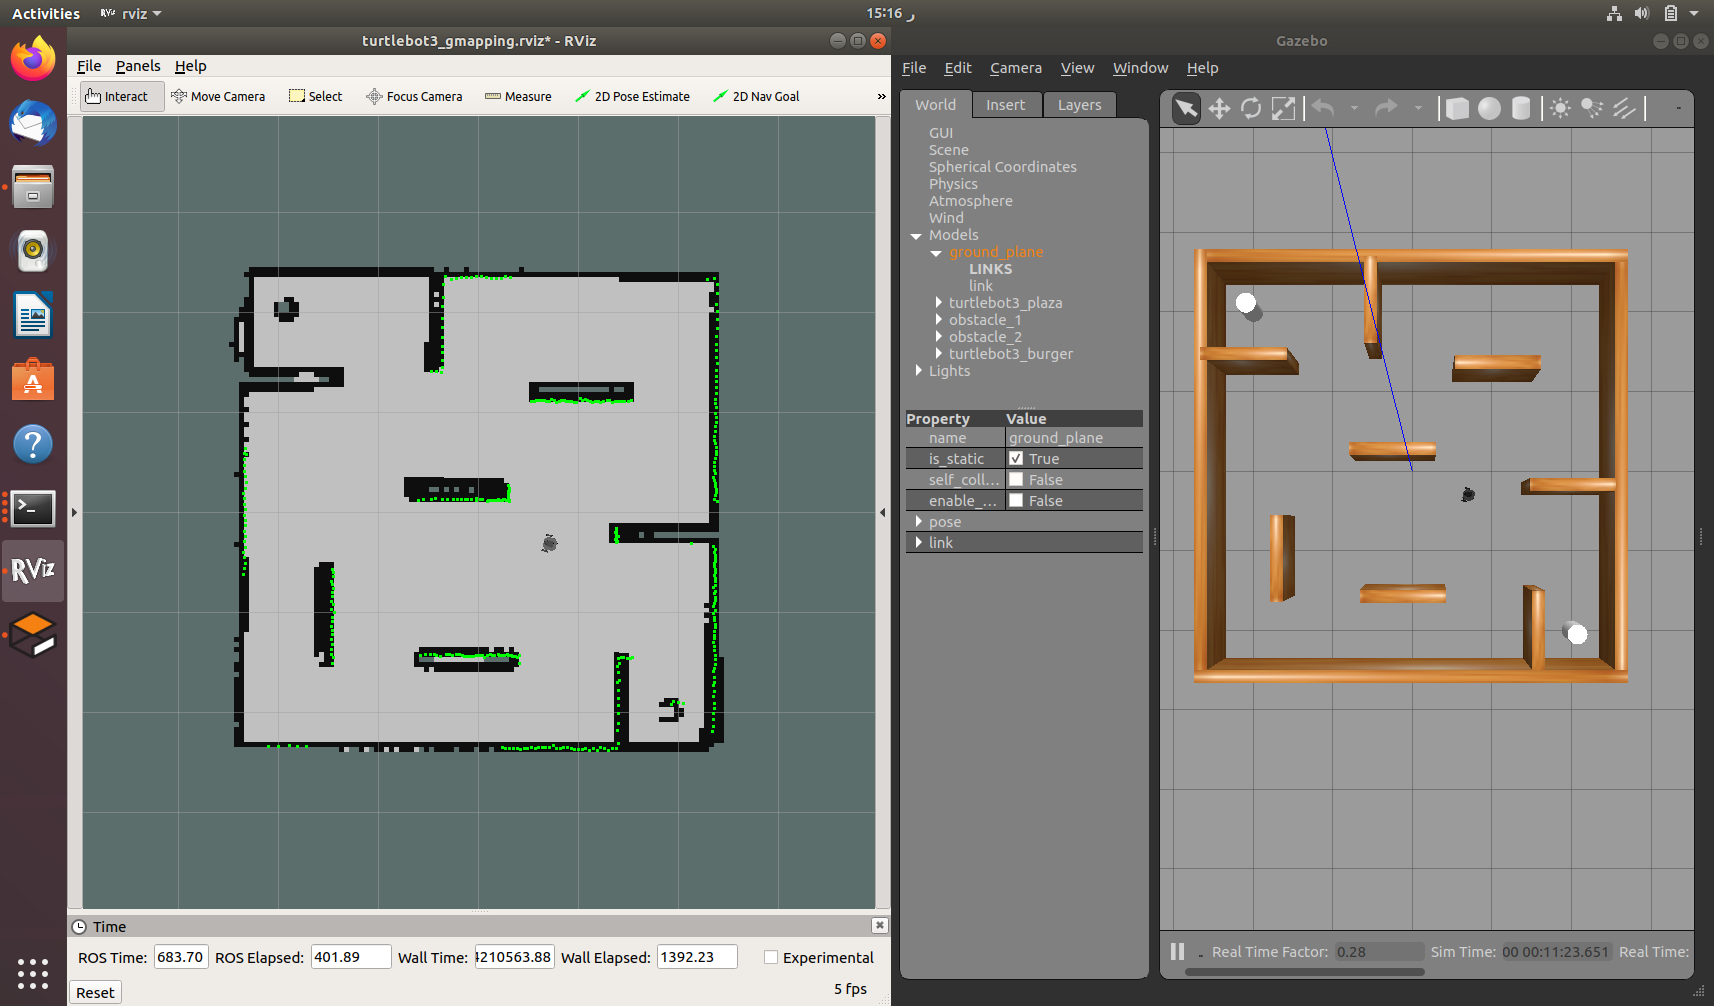 Activities
RViz rviz
15:16 ر
turtlebot3_gmapping.rviz* - RViz
File Panels Help
Interact Move Camera Select Focus Camera Measure 2D Pose Estimate 2D Nav Goal »
Time
ROS Time: 683.70 ROS Elapsed: 401.89 Wall Time: 4210563.88 Wall Elapsed: 1392.23 Experimental
Reset
5 fps
RViz
Gazebo
File Edit Camera View Window Help
World Insert Layers
GUI
Scene
Spherical Coordinates
Physics
Atmosphere
Wind
Models
ground_plane
LINKS
link
turtlebot3_plaza
obstacle_1
obstacle_2
turtlebot3_burger
Lights
Property Value
name ground_plane
is_static True
self_coll... False
enable_... False
pose
link
Real Time Factor: 0.28 Sim Time: 00 00:11:23.651 Real Time: